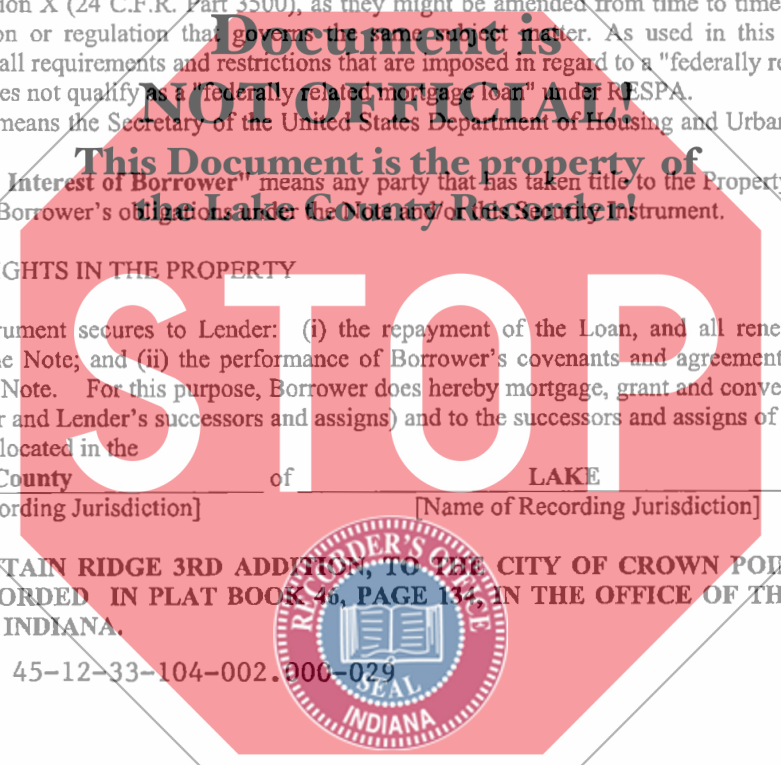 ion X (24 C.F.R. Part 3500), as they might be amended from time to time
on or regulation that governs the same subject matter. As used in this
all requirements and restrictions that are imposed in regard to a "federally re
es not qualify as a "federally related mortgage loan" under RESPA.
means the Secretary of the United States Department of Housing and Urba
Interest of Borrower" means any party that has taken title to the Property
Borrower's obligations under the Note and/or this Security Instrument.
Document is
NOT OFFICIAL!
This Document is the property of
the Lake County Recorder!
IGHTS IN THE PROPERTY
rument secures to Lender: (i) the repayment of the Loan, and all rene
e Note; and (ii) the performance of Borrower's covenants and agreement
Note. For this purpose, Borrower does hereby mortgage, grant and conve
r and Lender's successors and assigns) and to the successors and assigns of
located in the
County of LAKE
ording Jurisdiction] [Name of Recording Jurisdiction]
STOP
TAIN RIDGE 3RD ADDITION, TO THE CITY OF CROWN POI
ORDED IN PLAT BOOK 46, PAGE 134, IN THE OFFICE OF TH
INDIANA.
45-12-33-104-002.000-029
RECORDER'S OFFICE
SEAL
INDIANA